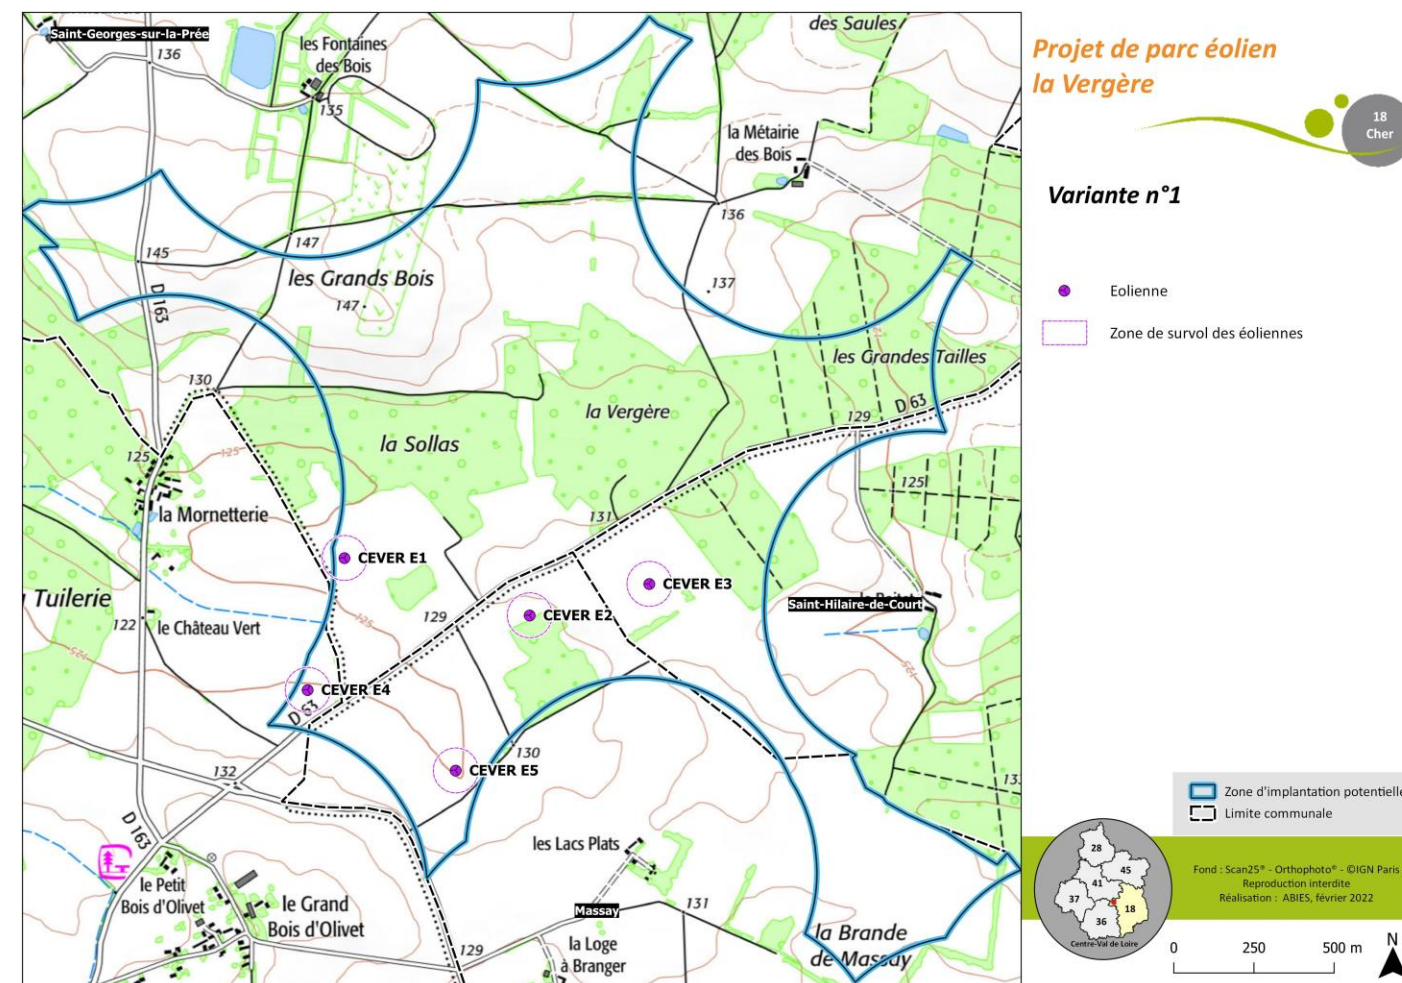 Saint-Georges-sur-la-Prée
136
les Fontaines
des Bois
135
des Saules
la Métairie
des Bois
136
147
145
les Grands Bois
147
137
D 163
les Grandes Tailles
130
la Vergère
129
D 63
la Sollas
125
125
125
la Mornetterie
131
CEVER E1
CEVER E3
Tuilerie
Saint-Hilaire-de-Court
122
le Château Vert
125
129
CEVER E2
125
125
CEVER E4
D 63
130
CEVER E5
132
D 163
les Lacs Plats
le Petit
Bois d'Olivet
le Grand
Bois d'Olivet
Massay
131
la Brande
de Massay
129
la Loge
à Branger
Projet de parc éolien
la Vergère
18
Cher
Variante n°1
Eolienne
Zone de survol des éoliennes
Zone d'implantation potentielle
Limite communale
28
45
41
37
18
36
Centre-Val de Loire
Fond : Scan25® - Orthophoto® - ©IGN Paris
Reproduction interdite
Réalisation : ABIES, février 2022
0 250 500 m
N